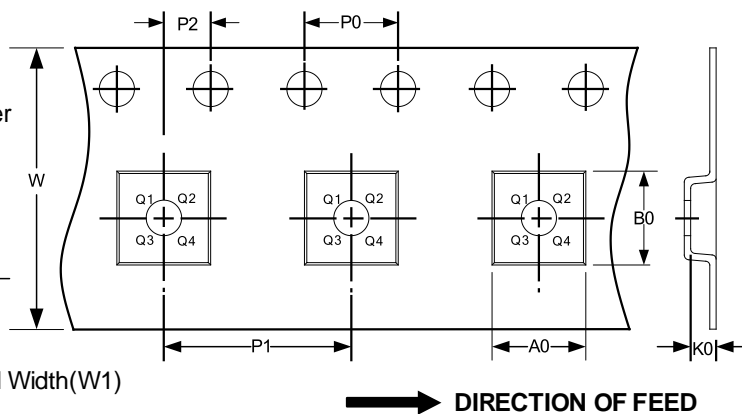 P2
P0
er
W
Q1 Q2
Q3 Q4
Q1 Q2
Q3 Q4
Q1 Q2
Q3 Q4
B0
P1
A0
K0
l Width(W1)
DIRECTION OF FEED